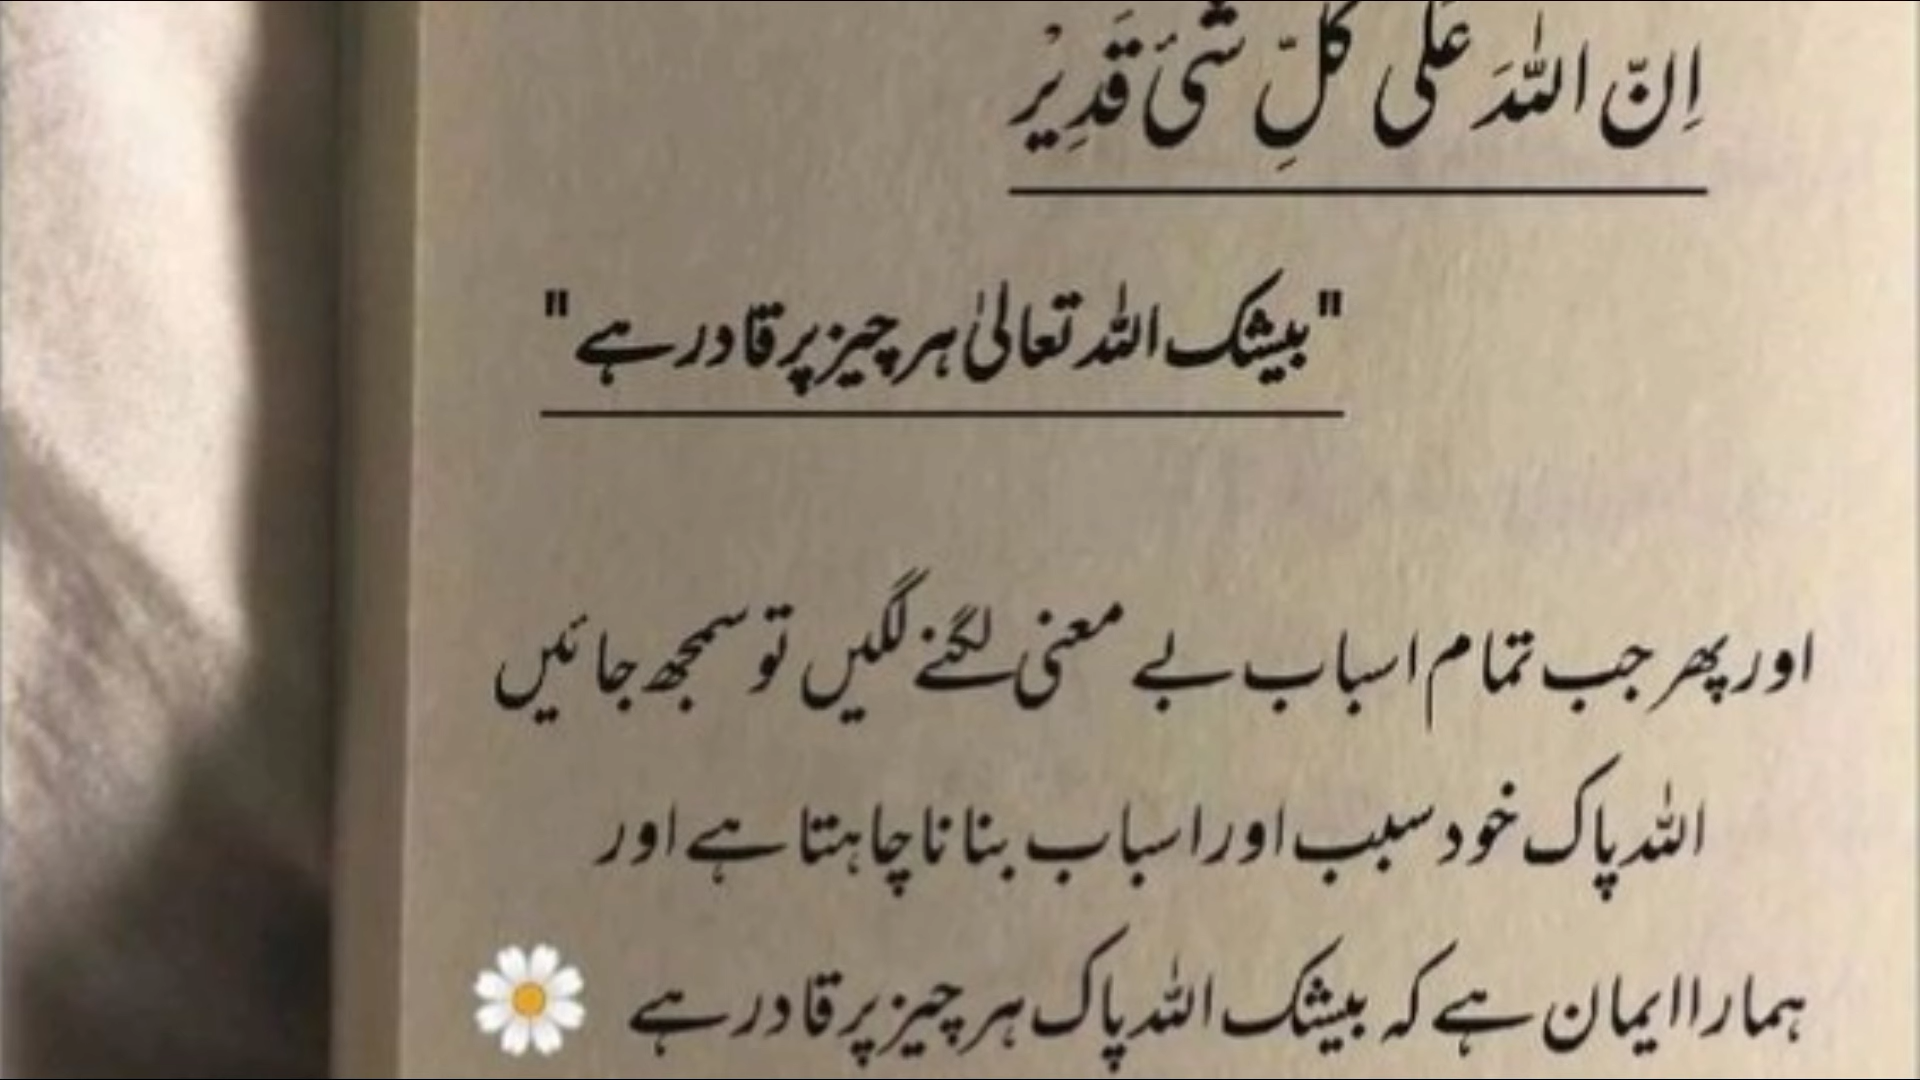 اِنّ اللّٰہَ عَلٰی کُلِّ شَیٔ قَدِیْر
"بیشک اللہ تعالیٰ ہر چیز پر قادر ہے"
اور پھر جب تمام اسباب بے معنی لگنے لگیں تو سمجھ جائیں
اللہ پاک خود سبب اور اسباب بنانا چاہتا ہے اور
ہمارا ایمان ہے کہ بیشک اللہ پاک ہر چیز پر قادر ہے